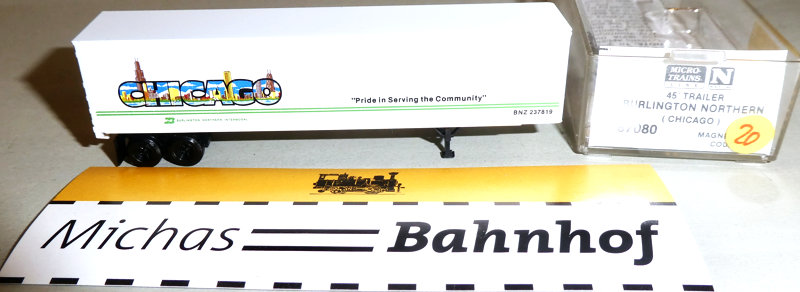 CHICAGO
"Pride in Serving the Community"
BURLINGTON NORTHERN
BNZ 237819
MICRO-TRAINS
N
45' TRAILER
BURLINGTON NORTHERN
(CHICAGO)
080
20
Michas Bahnhof